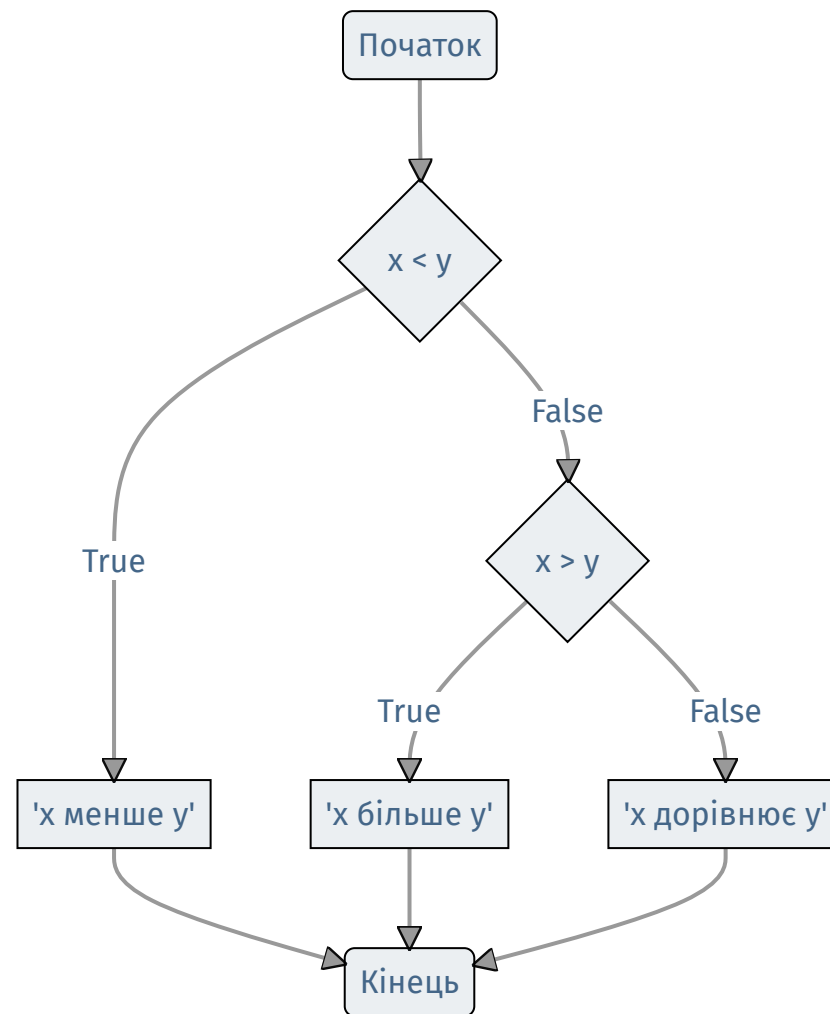 Початок
x < y
False
True
x > y
True
False
'x менше y'
'x більше y'
'x дорівнює y'
Кінець